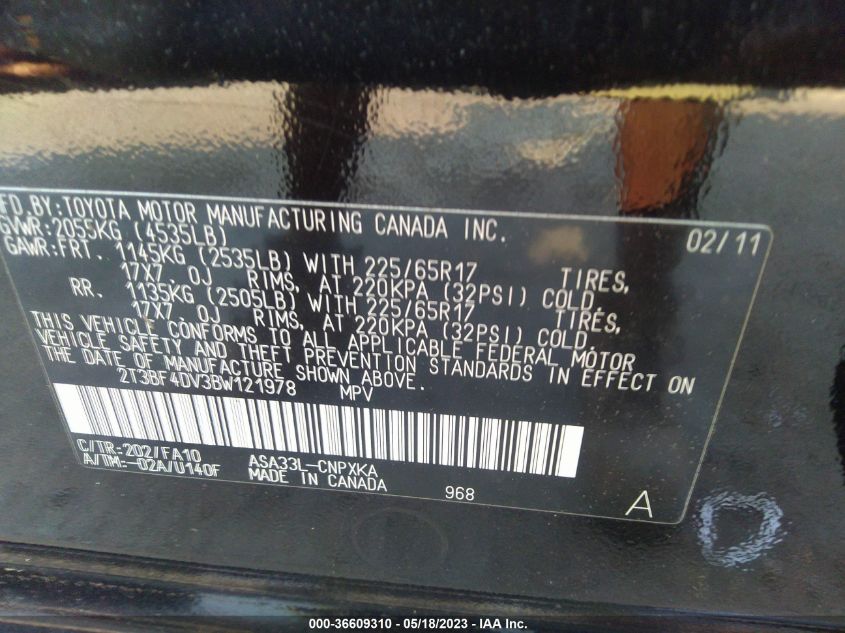 FD.BY:TOYOTA MOTOR MANUFACTURING CANADA INC. 02/11
GVWR:2055KG (4535LB)
GAWR:FRT. 1145KG (2535LB) WITH 225/65R17 TIRES,
17X7 0J RIMS, AT 220KPA (32PSI) COLD.
RR. 1135KG (2505LB) WITH 225/65R17 TIRES,
17X7 0J RIMS, AT 220KPA (32PSI) COLD.
THIS VEHICLE CONFORMS TO ALL APPLICABLE FEDERAL MOTOR
VEHICLE SAFETY AND THEFT PREVENTION STANDARDS IN EFFECT ON
THE DATE OF MANUFACTURE SHOWN ABOVE.
2T3BF4DV3BW121978 MPV
C/TR:202/FA10 ASA33L-CNPXKA
A/TM:-02A/U140F MADE IN CANADA
968 A
000-36609310 - 05/18/2023 - IAA Inc.